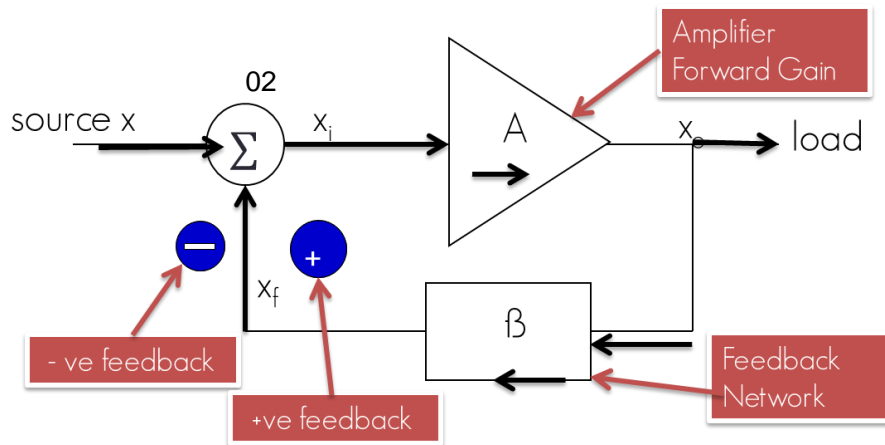 Amplifier
Forward Gain
02
source x
Σ
xi
A
xo
load
−
+
xf
ß
- ve feedback
+ve feedback
Feedback
Network